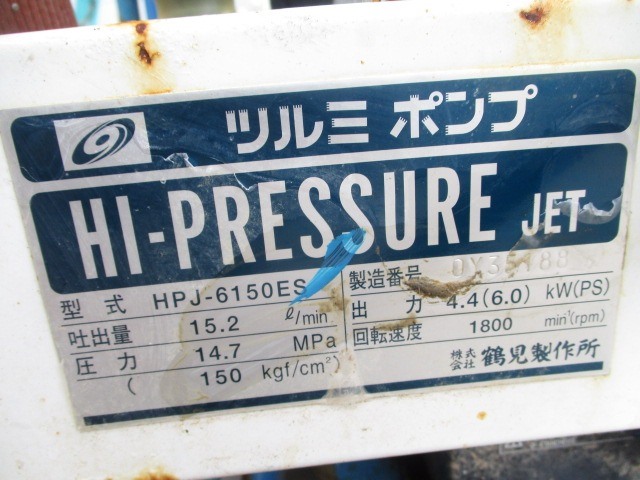 ツルミポンプ
HI-PRESSURE JET
型式 HPJ-6150ES
吐出量 15.2 ℓ/min
圧力 14.7 MPa
( 150 kgf/cm²)
製造番号
出力 4.4(6.0) kW(PS)
回転速度 1800 min⁻¹(rpm)
株式会社 鶴見製作所